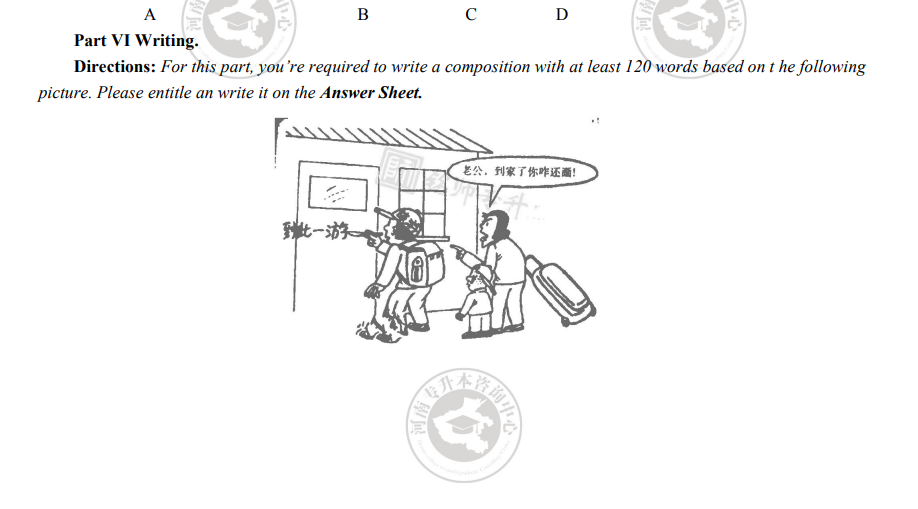 A B C D
Part VI Writing.
Directions: For this part, you’re required to write a composition with at least 120 words based on t he following
picture. Please entitle an write it on the Answer Sheet.
老公，到家了你咋还画！
到此一游
河南专升本咨询中心